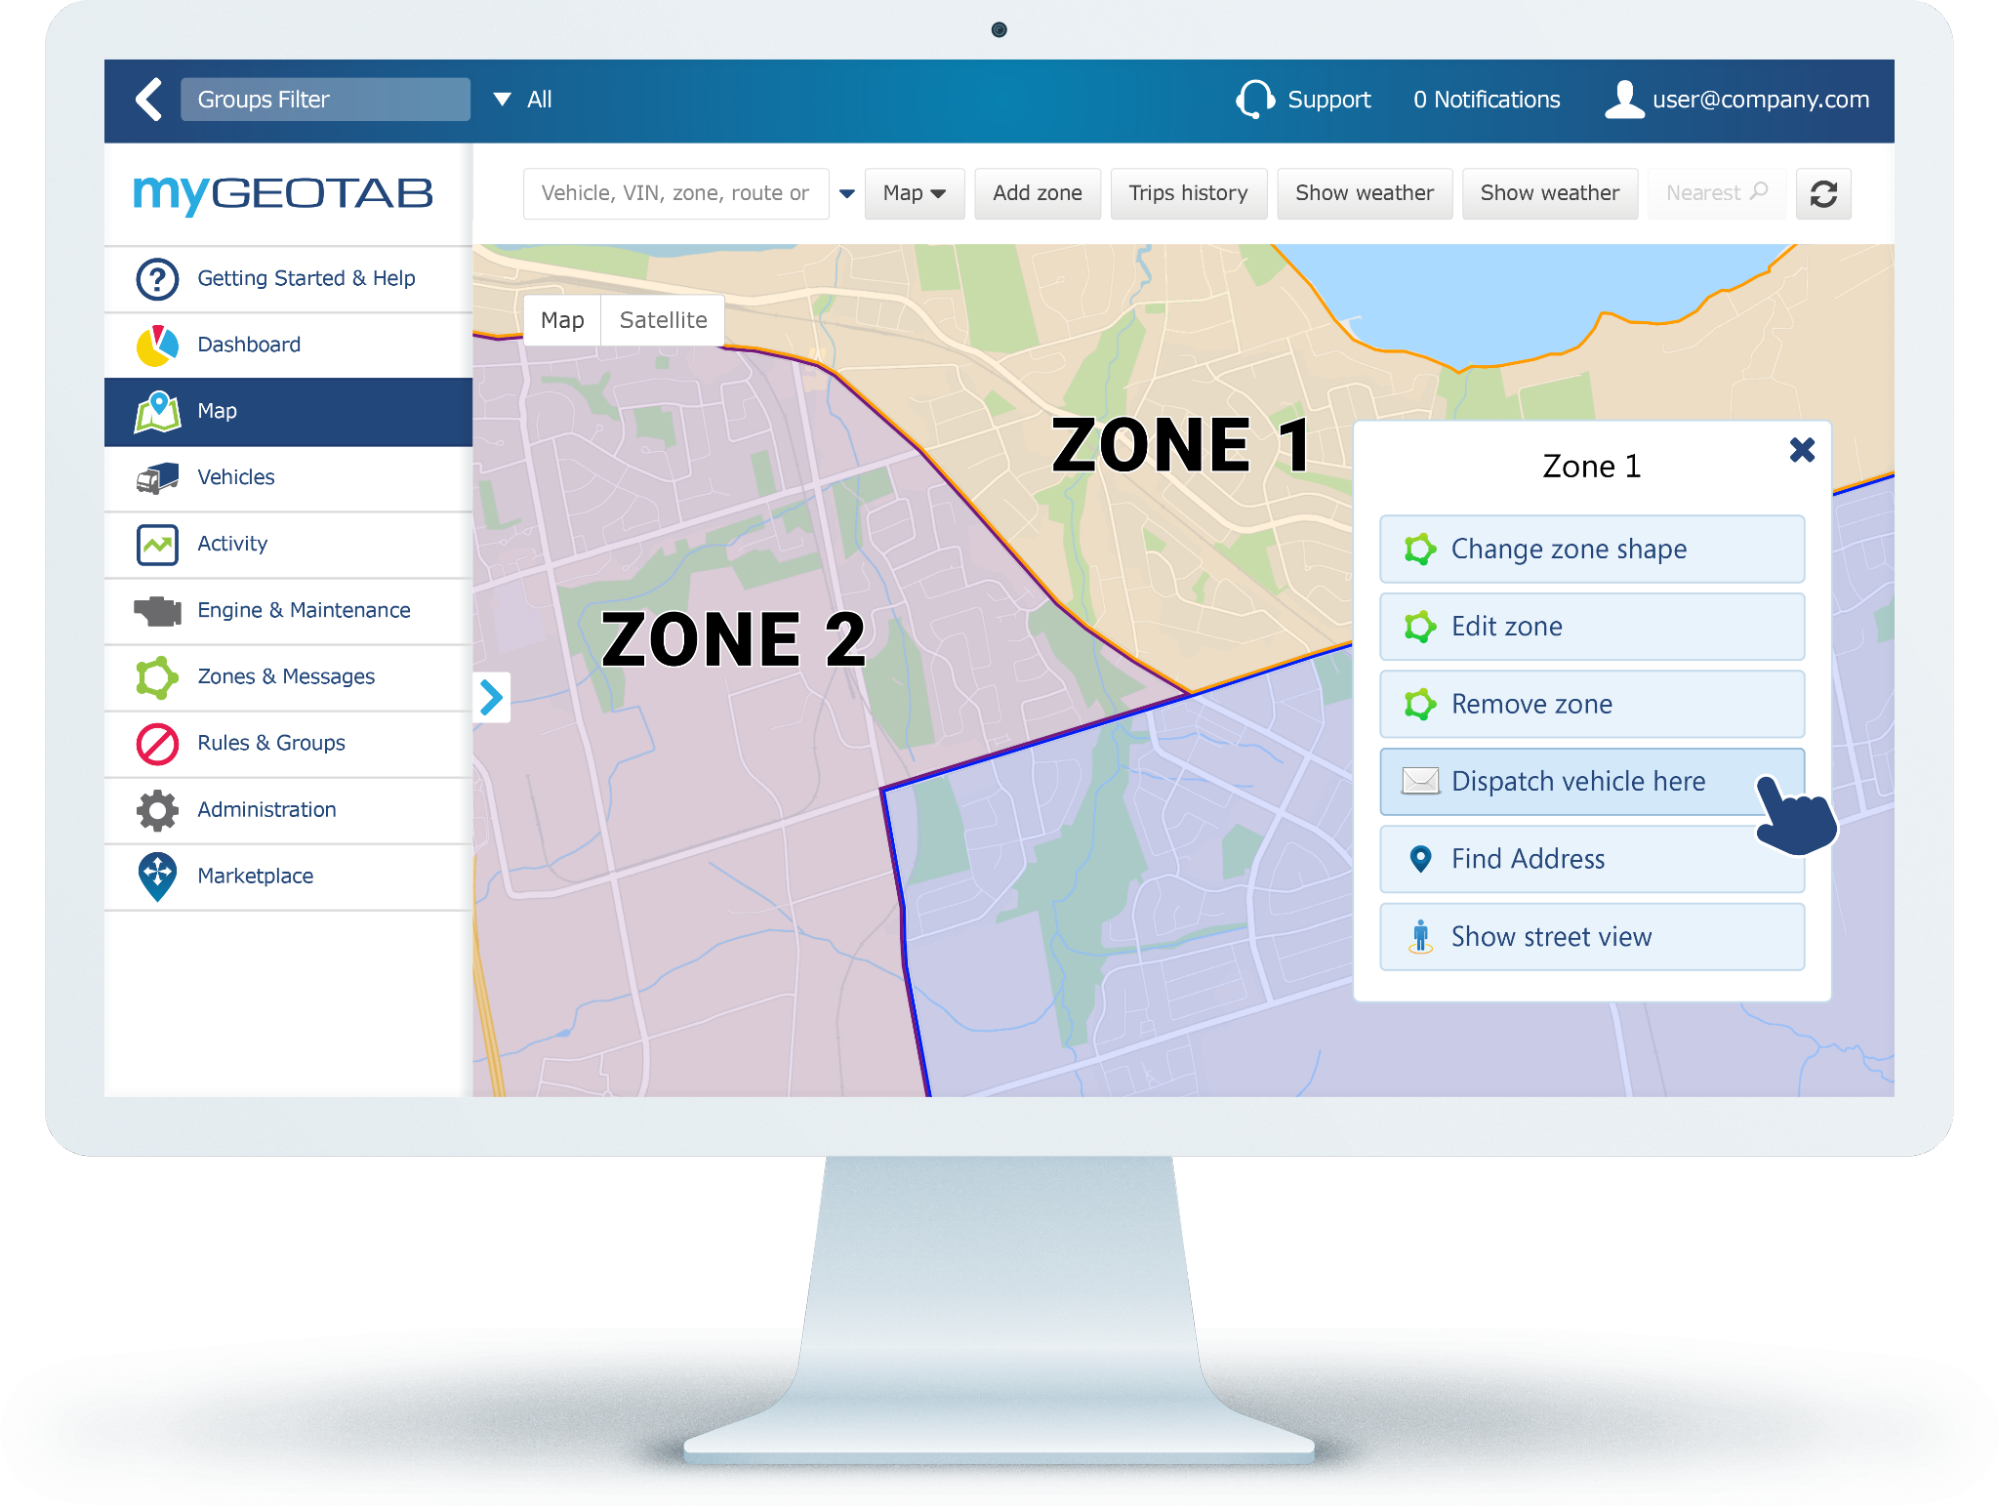 Groups Filter
All
Support
0 Notifications
user@company.com
myGEOTAB
Vehicle, VIN, zone, route or
Map
Add zone
Trips history
Show weather
Show weather
Nearest
Getting Started & Help
Dashboard
Map
Vehicles
Activity
Engine & Maintenance
Zones & Messages
Rules & Groups
Administration
Marketplace
Map
Satellite
ZONE 1
ZONE 2
Zone 1
Change zone shape
Edit zone
Remove zone
Dispatch vehicle here
Find Address
Show street view